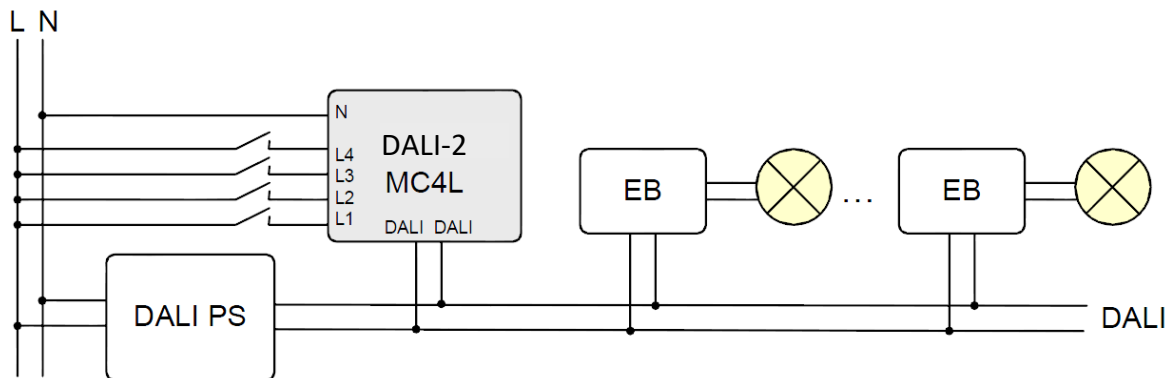 L N
N
DALI-2
MC4L
L4
L3
L2
L1
DALI DALI
EB
...
EB
DALI PS
DALI